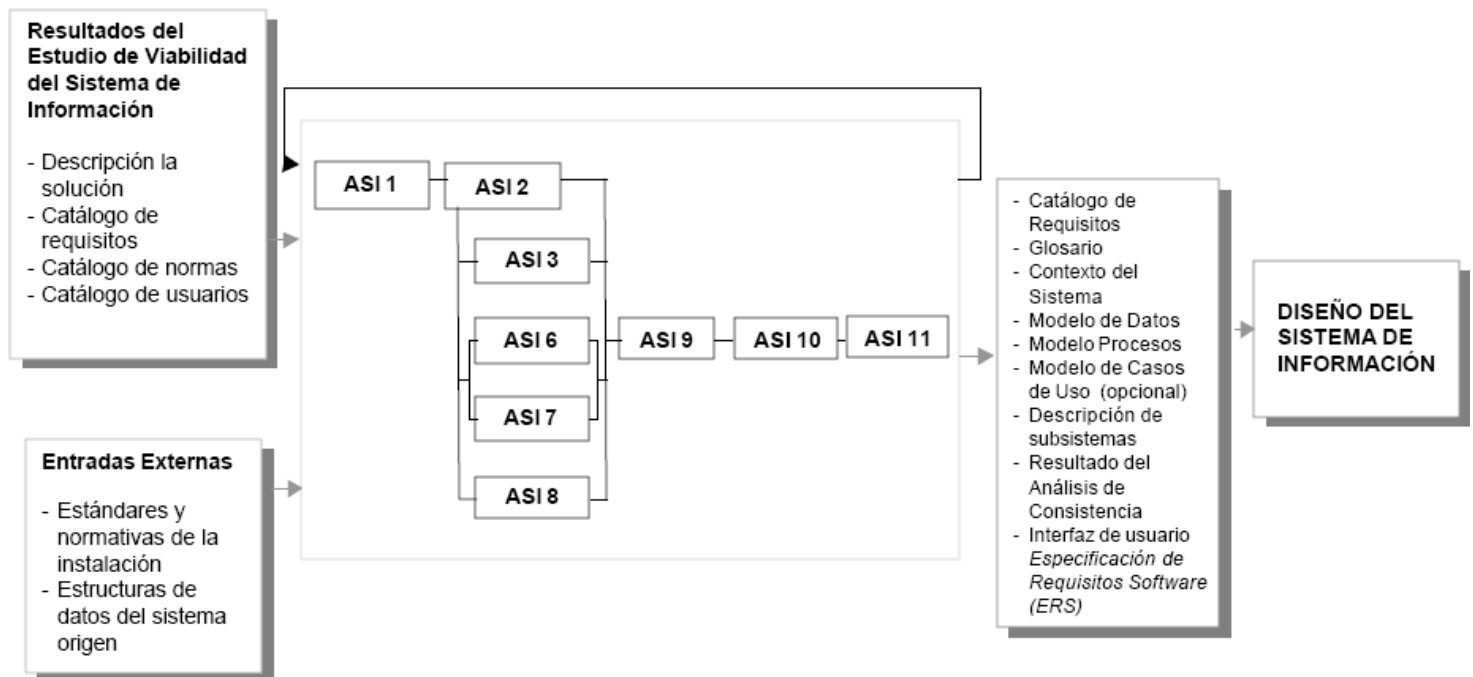 Resultados del
Estudio de Viabilidad
del Sistema de
Información
- Descripción la
solución
- Catálogo de
requisitos
- Catálogo de normas
- Catálogo de usuarios
Entradas Externas
- Estándares y
normativas de la
instalación
- Estructuras de
datos del sistema
origen
ASI 1
ASI 2
ASI 3
ASI 6
ASI 7
ASI 8
ASI 9
ASI 10
ASI 11
- Catálogo de
Requisitos
- Glosario
- Contexto del
Sistema
- Modelo de Datos
- Modelo Procesos
- Modelo de Casos
de Uso (opcional)
- Descripción de
subsistemas
- Resultado del
Análisis de
Consistencia
- Interfaz de usuario
Especificación de
Requisitos Software
(ERS)
DISEÑO DEL
SISTEMA DE
INFORMACIÓN